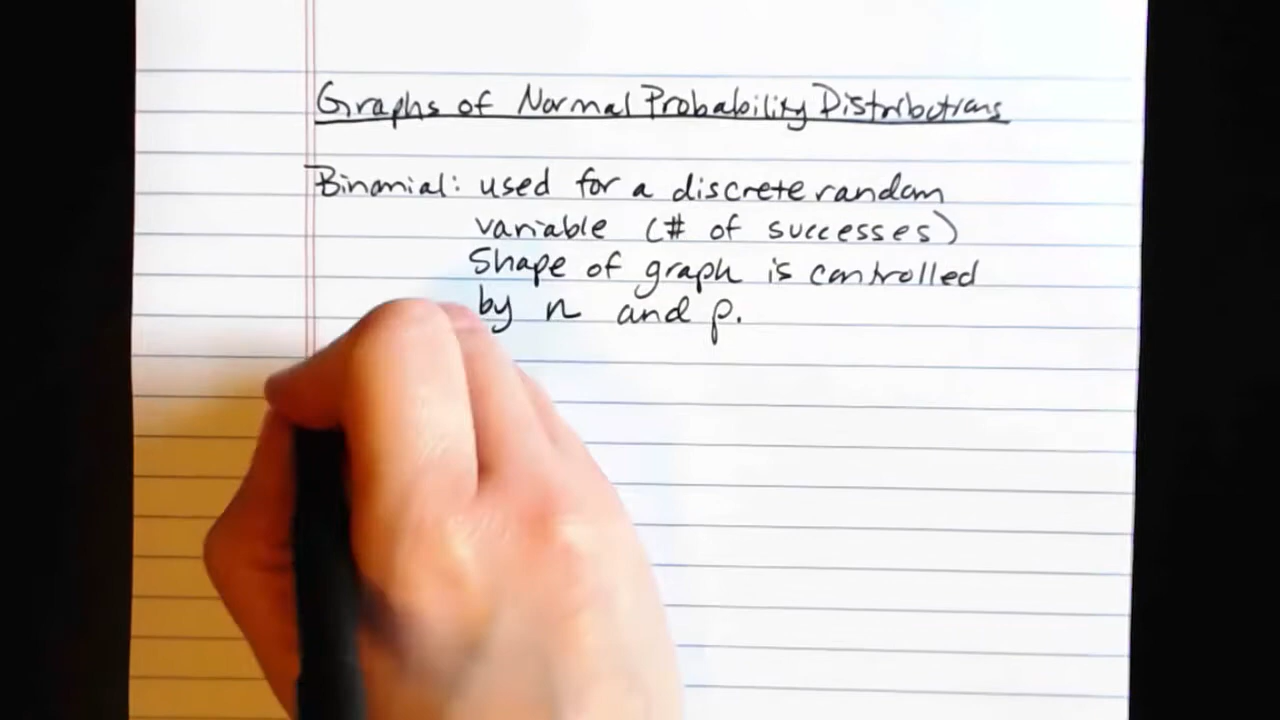 Graphs of Normal Probability Distributions
Binomial: used for a discrete random
variable (# of successes)
Shape of graph is controlled
by n and p.